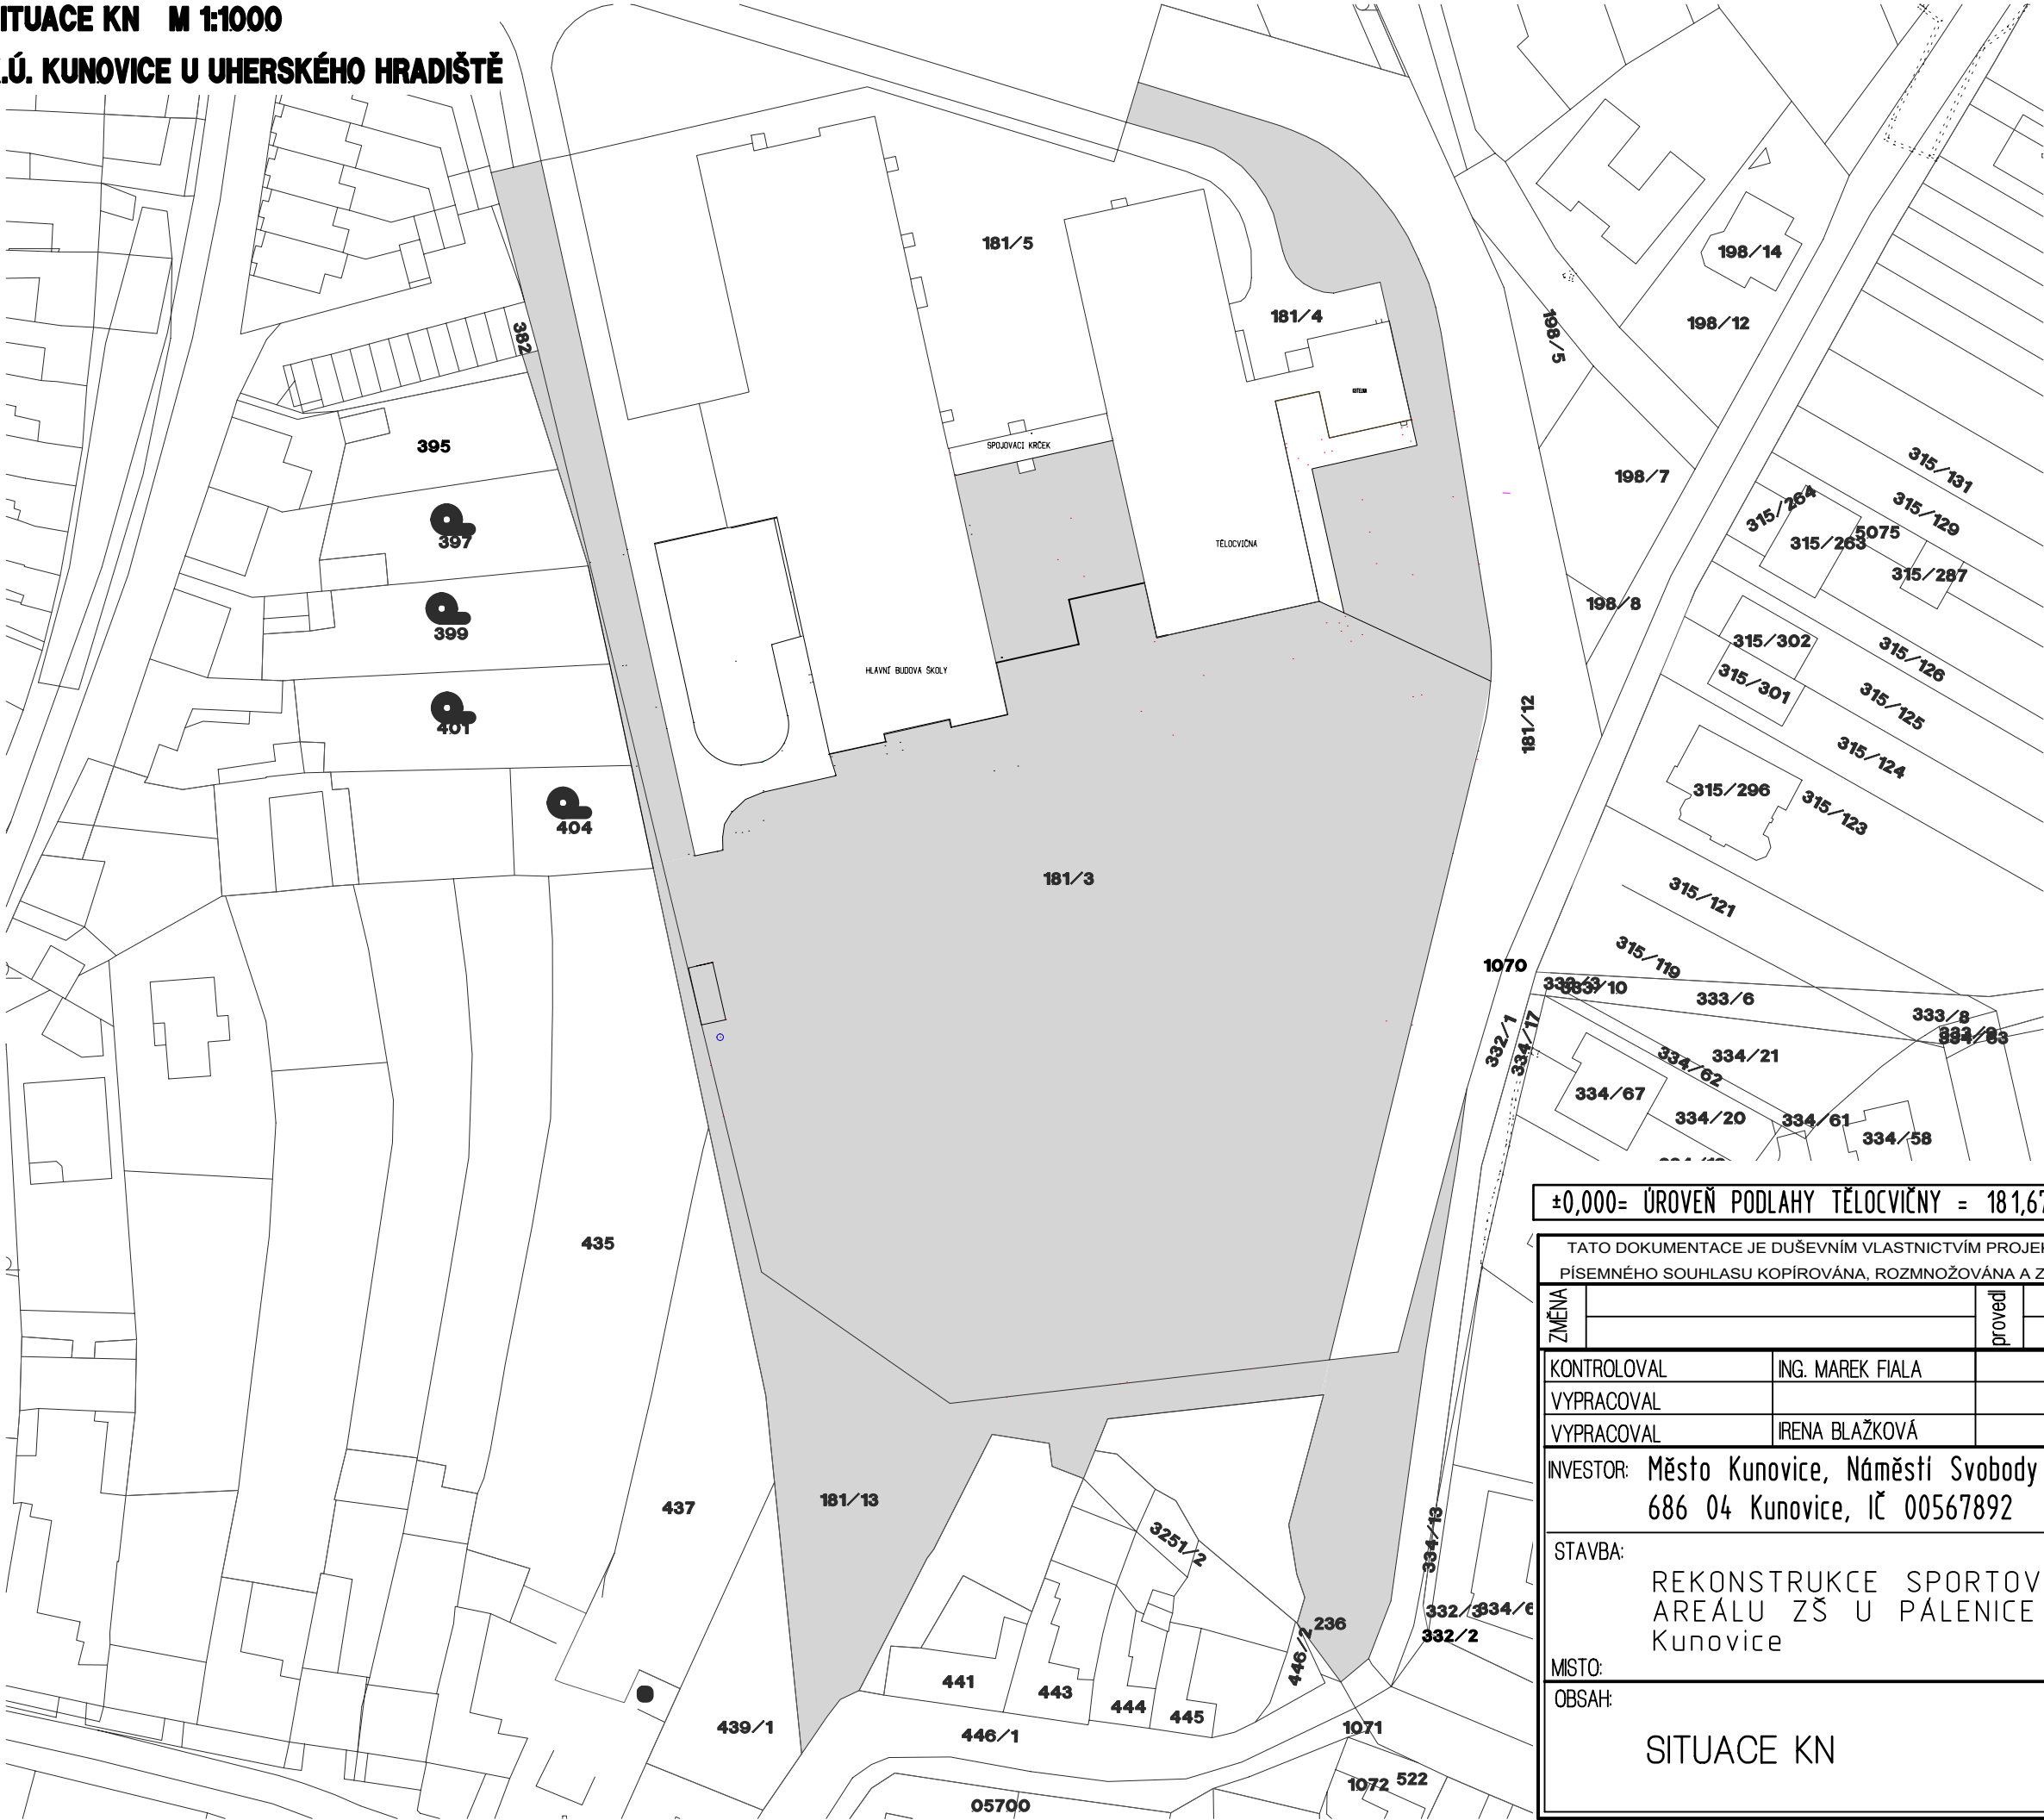 ITUACE KN M 1:1000
.Ú. KUNOVICE U UHERSKÉHO HRADIŠTĚ
181/5
198/14
181/4
198/12
382
198/5
395
SPOJOVACÍ KRČEK
198/7
315/131
315/264
315/129
5075
397
TĚLOCVIČNA
315/263
315/287
198/8
399
315/302
315/126
HLAVNÍ BUDOVA ŠKOLY
315/301
315/125
401
181/12
315/124
315/296
315/123
404
181/3
315/121
315/119
1070
333/10
333/6
333/8
332/1
334/17
334/21
334/62
334/67
334/20
334/61
334/58
±0,000= ÚROVEŇ PODLAHY TĚLOCVIČNY = 181,67
TATO DOKUMENTACE JE DUŠEVNÍM VLASTNICTVÍM PROJE
PÍSEMNÉHO SOUHLASU KOPÍROVÁNA, ROZMNOŽOVÁNA A Z
435
ZMĚNA
provedl
KONTROLOVAL ING. MAREK FIALA
VYPRACOVAL
VYPRACOVAL IRENA BLAŽKOVÁ
INVESTOR: Město Kunovice, Náměstí Svobody
686 04 Kunovice, IČ 00567892
437
181/13
3251/2
334/13
STAVBA:
REKONSTRUKCE SPORTOV
AREÁLU ZŠ U PÁLENICE
Kunovice
MISTO:
332/3
334/6
236
332/2
446/2
441
443
444
445
OBSAH:
SITUACE KN
439/1
446/1
1071
1072
522
05700